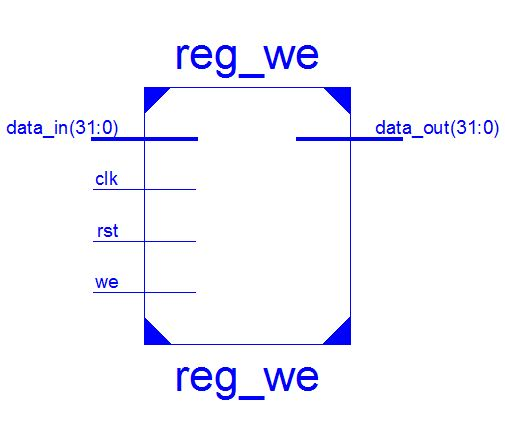 reg_we
data_in(31:0)
data_out(31:0)
clk
rst
we
reg_we